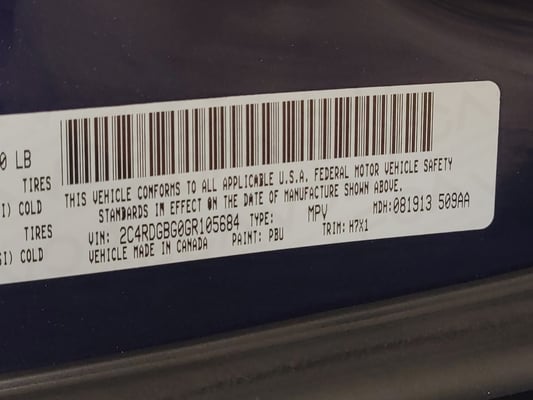 0 LB
TIRES
I) COLD
TIRES
SI) COLD
THIS VEHICLE CONFORMS TO ALL APPLICABLE U.S.A. FEDERAL MOTOR VEHICLE SAFETY
STANDARDS IN EFFECT ON THE DATE OF MANUFACTURE SHOWN ABOVE.
VIN: 2C4RDGBG0GR105684 TYPE: MPV MDH: 081913 509AA
VEHICLE MADE IN CANADA PAINT: PBU TRIM: H7X1